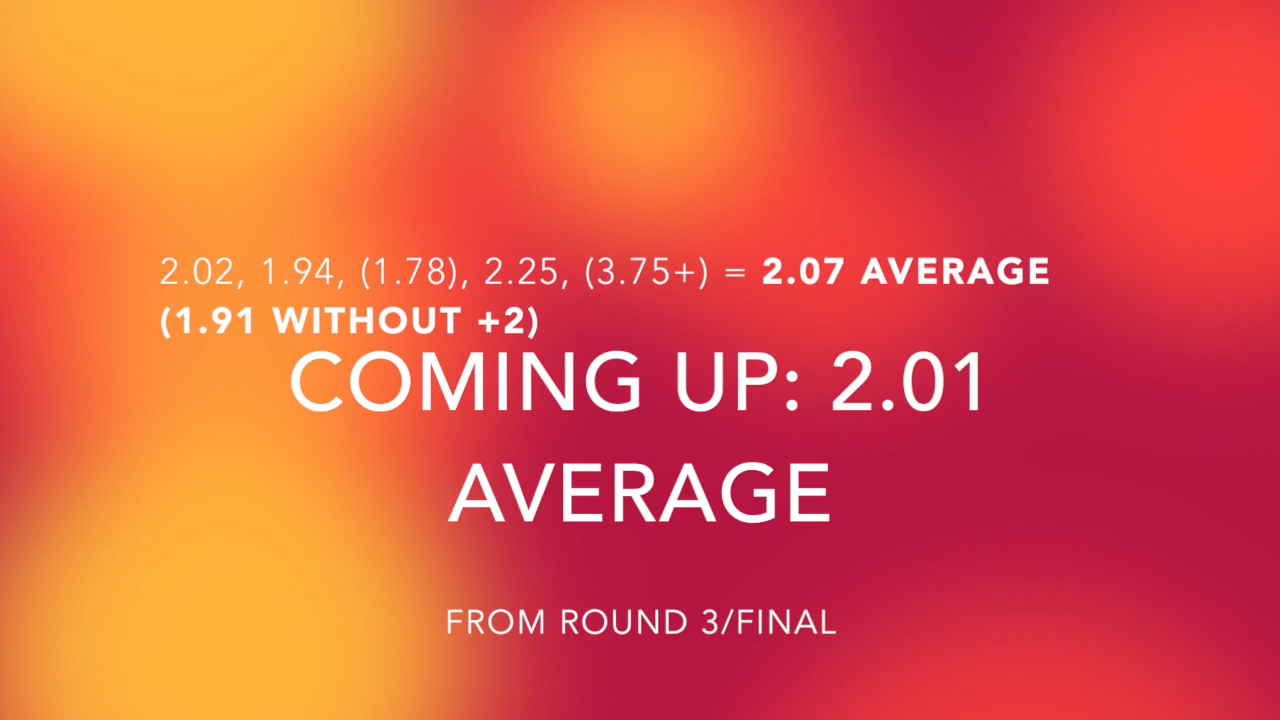 2.02, 1.94, (1.78), 2.25, (3.75+) = 2.07 AVERAGE
(1.91 WITHOUT +2)
COMING UP: 2.01
AVERAGE
FROM ROUND 3/FINAL